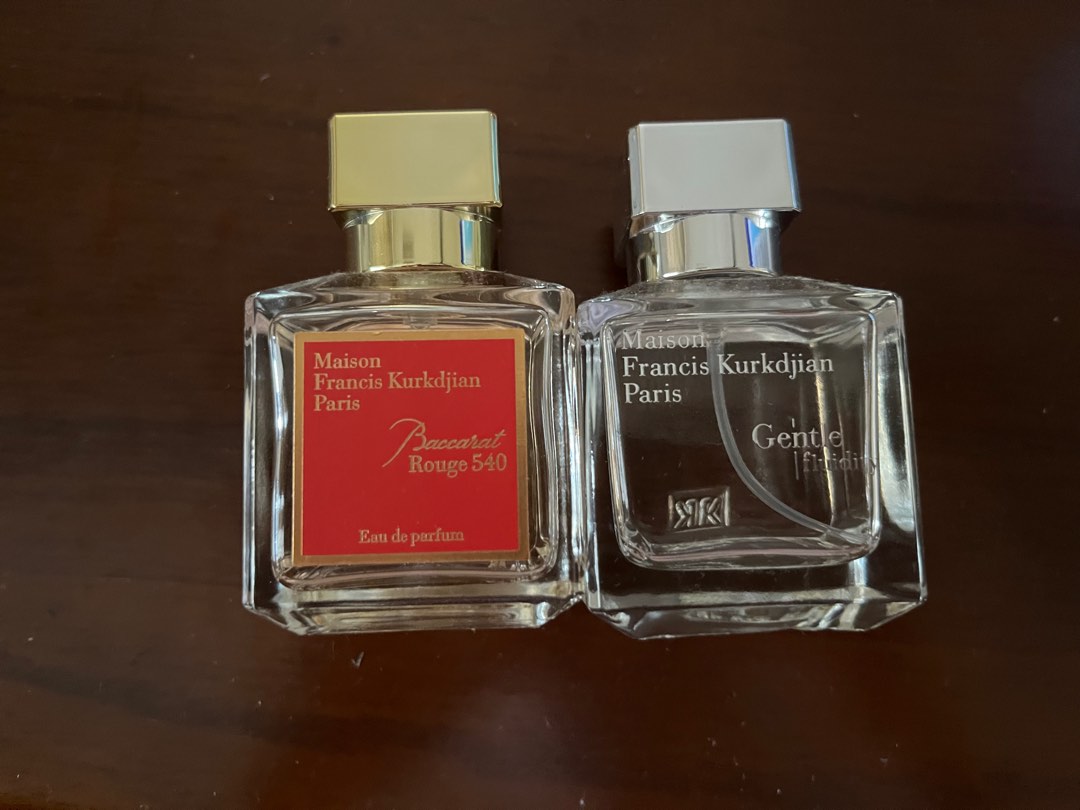 Maison
Francis Kurkdjian
Paris
Baccarat
Rouge 540
Eau de parfum
Maison
Francis Kurkdjian
Paris
Gentle
fluidity